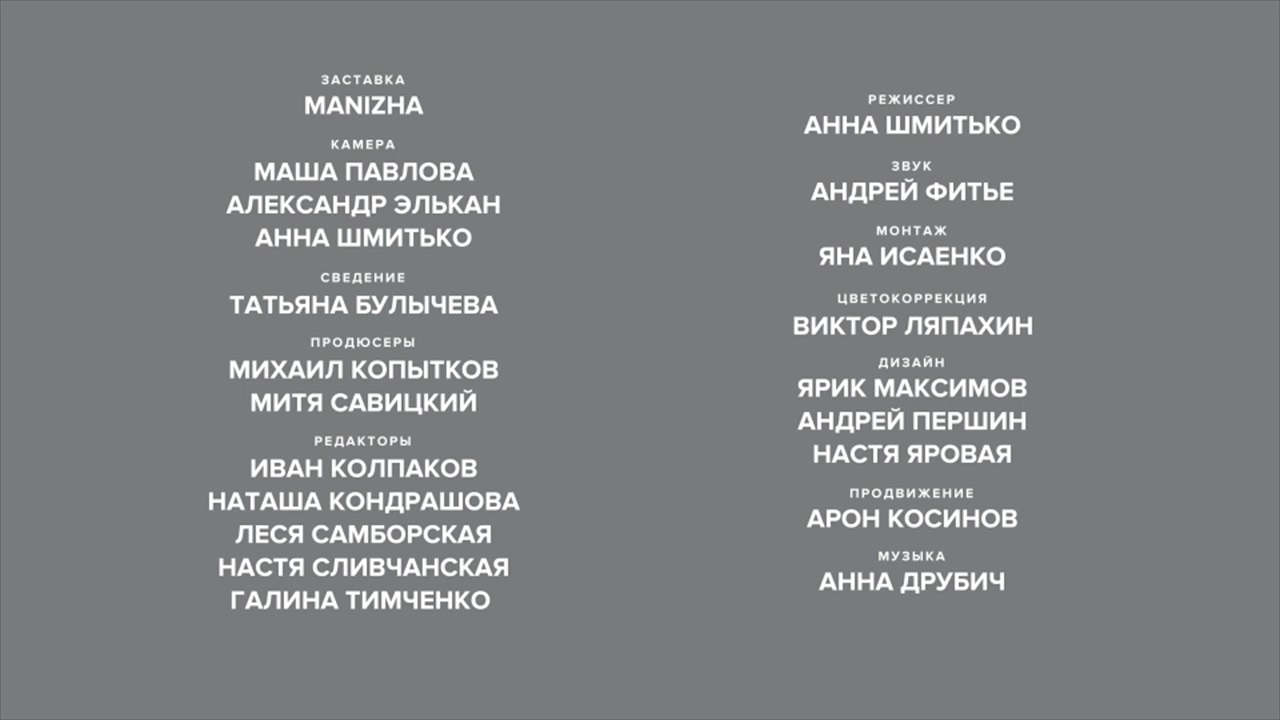 ЗАСТАВКА
MANIZHA
КАМЕРА
МАША ПАВЛОВА
АЛЕКСАНДР ЭЛЬКАН
АННА ШМИТЬКО
СВЕДЕНИЕ
ТАТЬЯНА БУЛЫЧЕВА
ПРОДЮСЕРЫ
МИХАИЛ КОПЫТКОВ
МИТЯ САВИЦКИЙ
РЕДАКТОРЫ
ИВАН КОЛПАКОВ
НАТАША КОНДРАШОВА
ЛЕСЯ САМБОРСКАЯ
НАСТЯ СЛИВЧАНСКАЯ
ГАЛИНА ТИМЧЕНКО
РЕЖИССЕР
АННА ШМИТЬКО
ЗВУК
АНДРЕЙ ФИТЬЕ
МОНТАЖ
ЯНА ИСАЕНКО
ЦВЕТОКОРРЕКЦИЯ
ВИКТОР ЛЯПАХИН
ДИЗАЙН
ЯРИК МАКСИМОВ
АНДРЕЙ ПЕРШИН
НАСТЯ ЯРОВАЯ
ПРОДВИЖЕНИЕ
АРОН КОСИНОВ
МУЗЫКА
АННА ДРУБИЧ